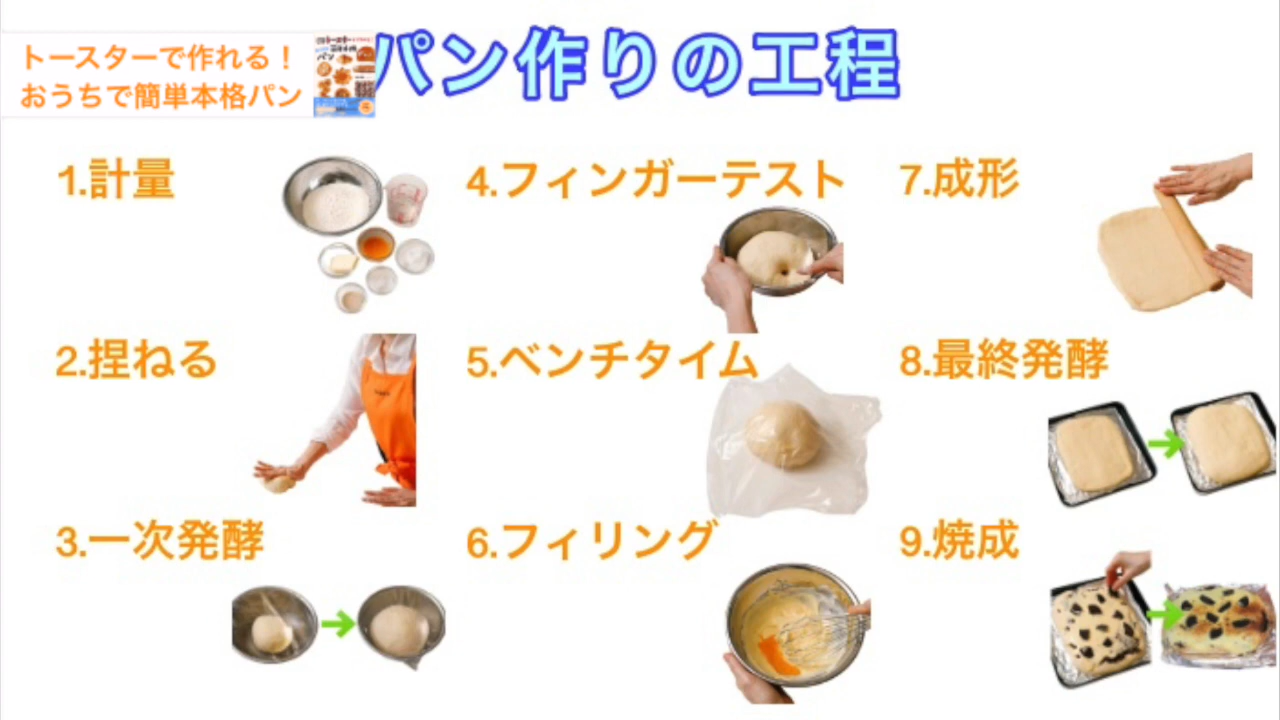 トースターで作れる!
おうちで簡単本格パン
パン作りの工程
1.計量
2.捏ねる
3.一次発酵
4.フィンガーテスト
5.ベンチタイム
6.フィリング
7.成形
8.最終発酵
9.焼成